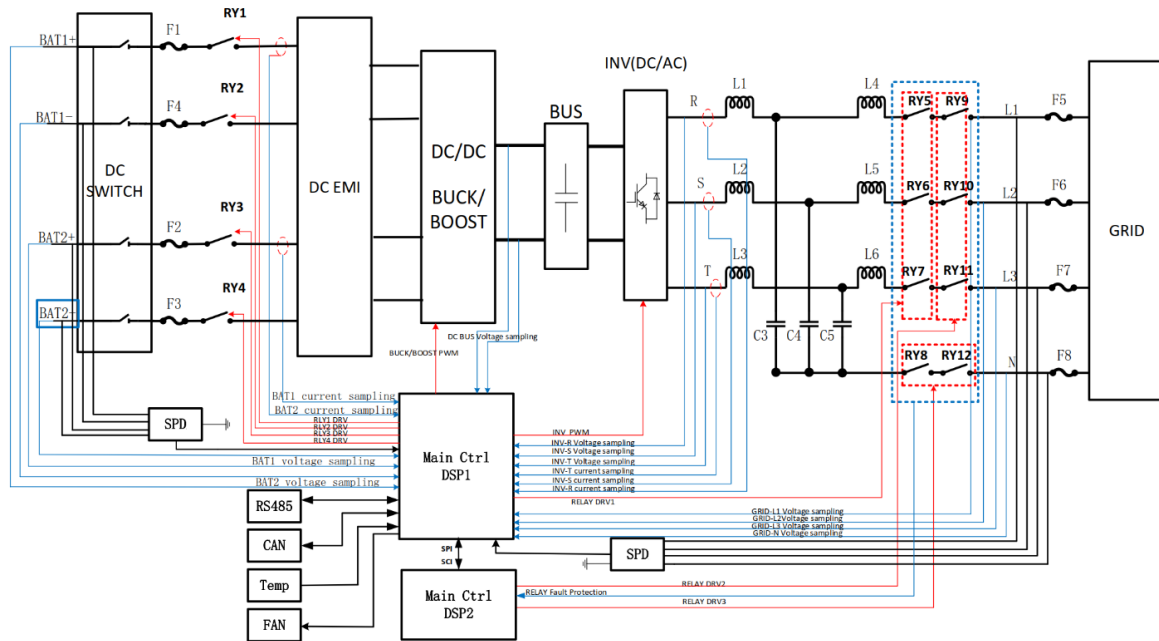 RY1
BAT1+
F1
RY2
BAT1-
F4
DC
SWITCH
RY3
BAT2+
F2
RY4
BAT2-
F3
DC EMI
DC/DC
BUCK/
BOOST
BUS
INV(DC/AC)
R
S
T
L1
L2
L3
L4
L5
L6
C3
C4
C5
RY5
RY9
RY6
RY10
RY7
RY11
RY8
RY12
L1
L2
L3
N
F5
F6
F7
F8
GRID
DC BUS Voltage sampling
BUCK/BOOST PWM
BAT1 current sampling
BAT2 current sampling
RLY1 DRV
RLY2 DRV
RLY3 DRV
RLY4 DRV
SPD
BAT1 voltage sampling
BAT2 voltage sampling
Main Ctrl
DSP1
INV PWM
INV-R Voltage sampling
INV-S Voltage sampling
INV-T Voltage sampling
INV-T current sampling
INV-S current sampling
INV-R current sampling
RELAY DRV1
GRID-L1 Voltage sampling
GRID-L2Voltage sampling
GRID-L3 Voltage sampling
GRID-N Voltage sampling
SPD
RS485
CAN
Temp
FAN
SPI
SCI
Main Ctrl
DSP2
RELAY DRV2
RELAY Fault Protection
RELAY DRV3